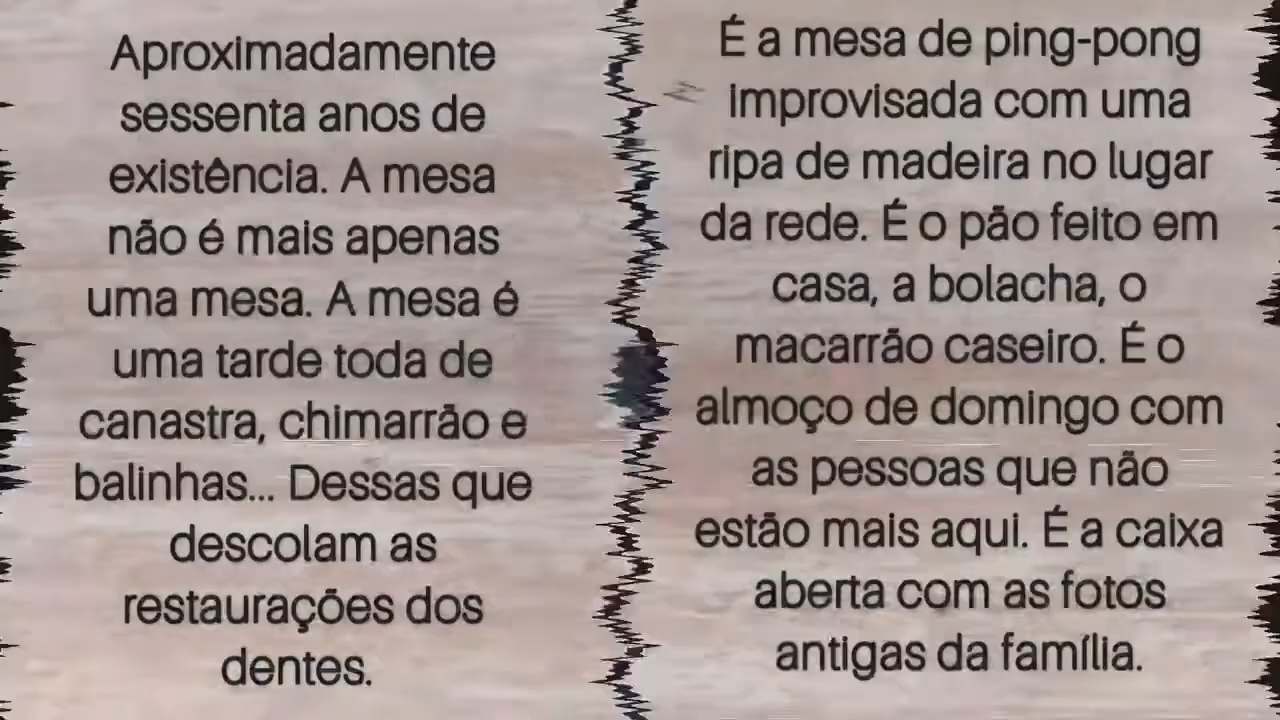 Aproximadamente
sessenta anos de
existência. A mesa
não é mais apenas
uma mesa. A mesa é
uma tarde toda de
canastra, chimarrão e
balinhas... Dessas que
descolam as
restaurações dos
dentes.
É a mesa de ping-pong
improvisada com uma
ripa de madeira no lugar
da rede. É o pão feito em
casa, a bolacha, o
macarrão caseiro. É o
almoço de domingo com
as pessoas que não
estão mais aqui. É a caixa
aberta com as fotos
antigas da família.